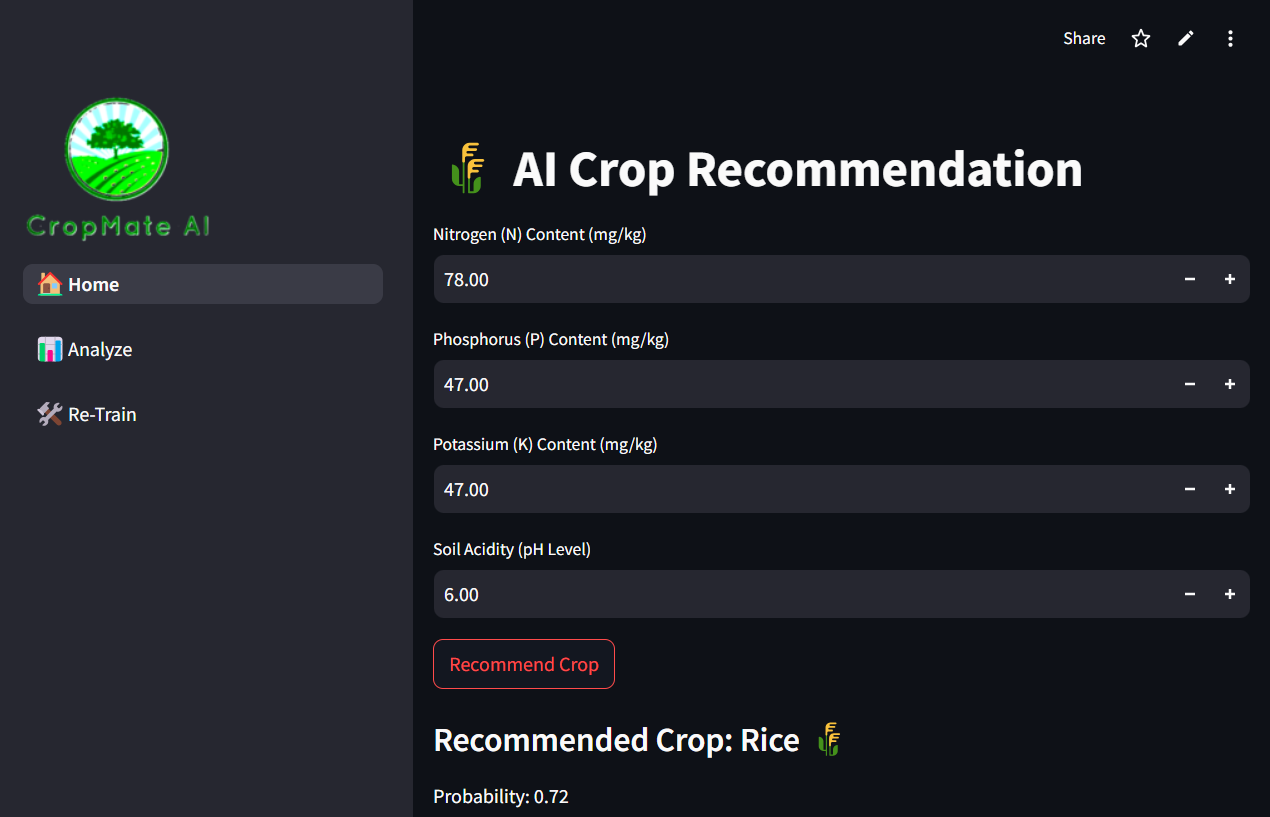 Share
CropMate AI
Home
Analyze
Re-Train
AI Crop Recommendation
Nitrogen (N) Content (mg/kg)
78.00
Phosphorus (P) Content (mg/kg)
47.00
Potassium (K) Content (mg/kg)
47.00
Soil Acidity (pH Level)
6.00
Recommend Crop
Recommended Crop: Rice
Probability: 0.72